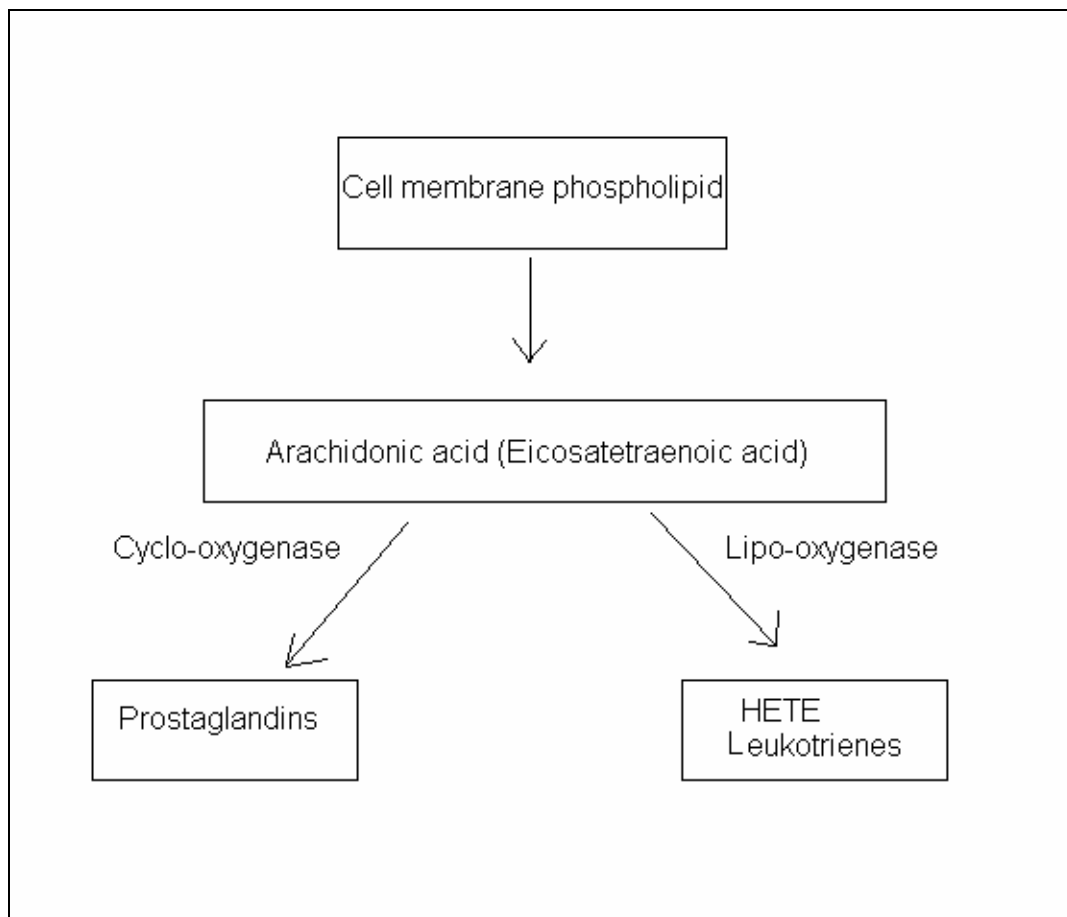 Cell membrane phospholipid
Arachidonic acid (Eicosatetraenoic acid)
Cyclo-oxygenase
Lipo-oxygenase
Prostaglandins
HETE
Leukotrienes